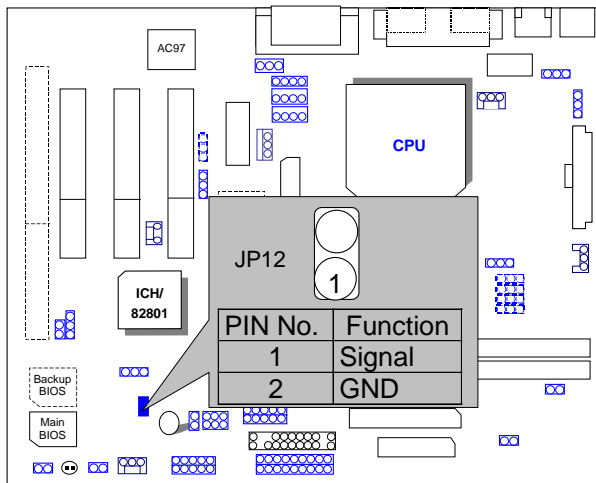 AC97
CPU
JP12
1
ICH/
82801
PIN No. Function
1 Signal
2 GND
Backup
BIOS
Main
BIOS